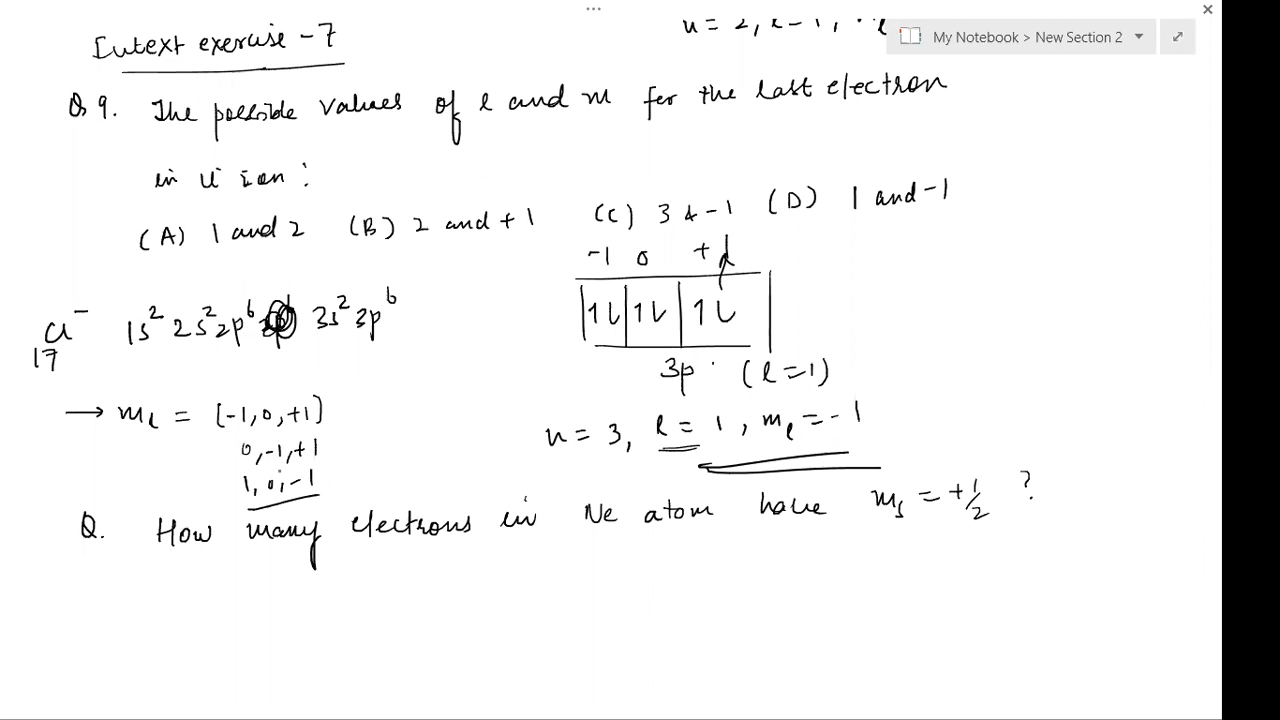 Intext exercise - 7
My Notebook > New Section 2
Q 9. The possible values of l and m for the last electron
in Cl⁻ ion :
(A) 1 and 2 (B) 2 and +1 (C) 3 & -1 (D) 1 and -1
-1 0 +1
Cl⁻ 1s² 2s² 2p⁶ 3s² 3p⁶
17
1l 1l 1l
3p (l = 1)
→ mₗ = (-1, 0, +1)
0, -1, +1
1, 0, -1
n = 3, l = 1, mₗ = -1
Q. How many electrons in Ne atom have mₛ = +1/2 ?